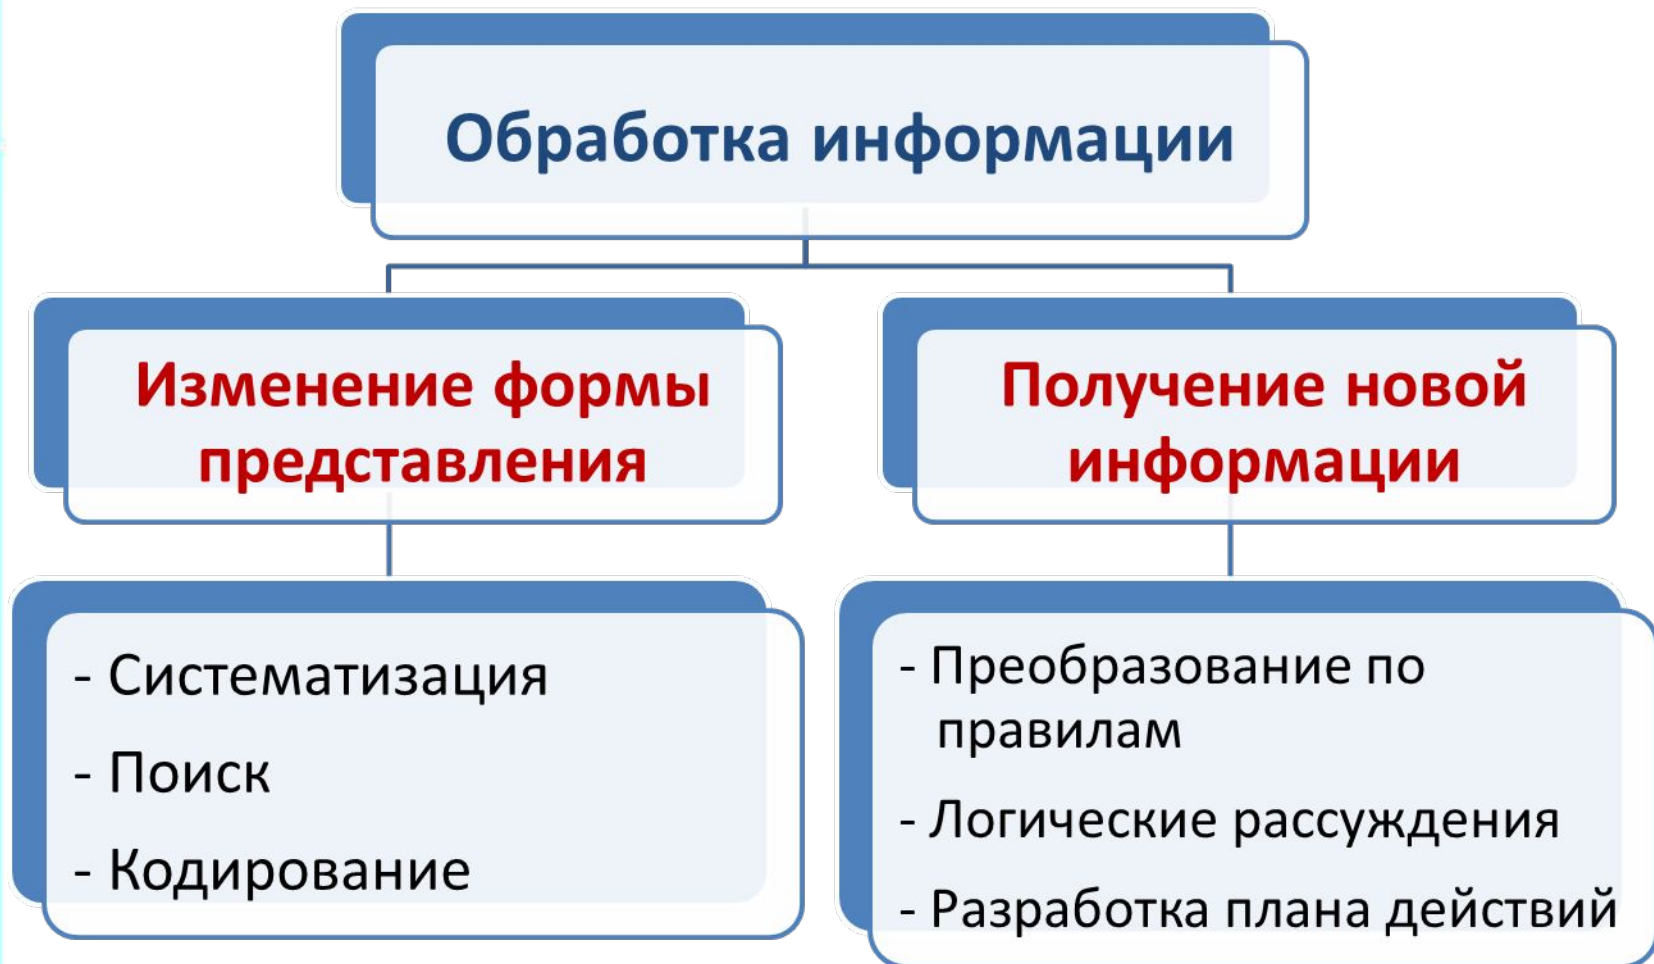 Обработка информации
Изменение формы
представления
Получение новой
информации
- Систематизация
- Поиск
- Кодирование
- Преобразование по
правилам
- Логические рассуждения
- Разработка плана действий